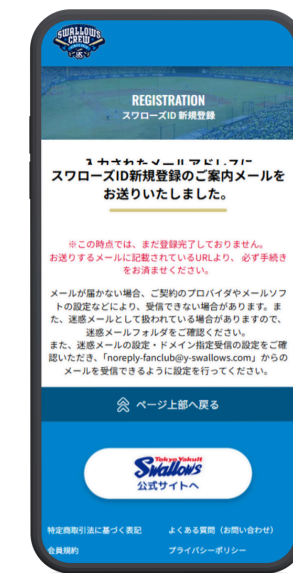 SWALLOWS
CREW
REGISTRATION
スワローズID 新規登録
入力されたメールアドレスに
スワローズID新規登録のご案内メールを
お送りいたしました。
※この時点では、まだ登録完了しておりません。
お送りするメールに記載されているURLより、必ず手続き
をお済ませください。
メールが届かない場合、ご契約のプロバイダやメールソフ
トの設定などにより、受信できない場合があります。ま
た、迷惑メールとして扱われている場合がありますので、
迷惑メールフォルダをご確認ください。
また、迷惑メールの設定・ドメイン指定受信の設定をご確
認いただき、「noreply-fanclub@y-swallows.com」からの
メールを受信できるように設定を行ってください。
ページ上部へ戻る
Tokyo Yakult
Swallows
公式サイトへ
特定商取引法に基づく表記 よくある質問（お問い合わせ）
会員規約 プライバシーポリシー